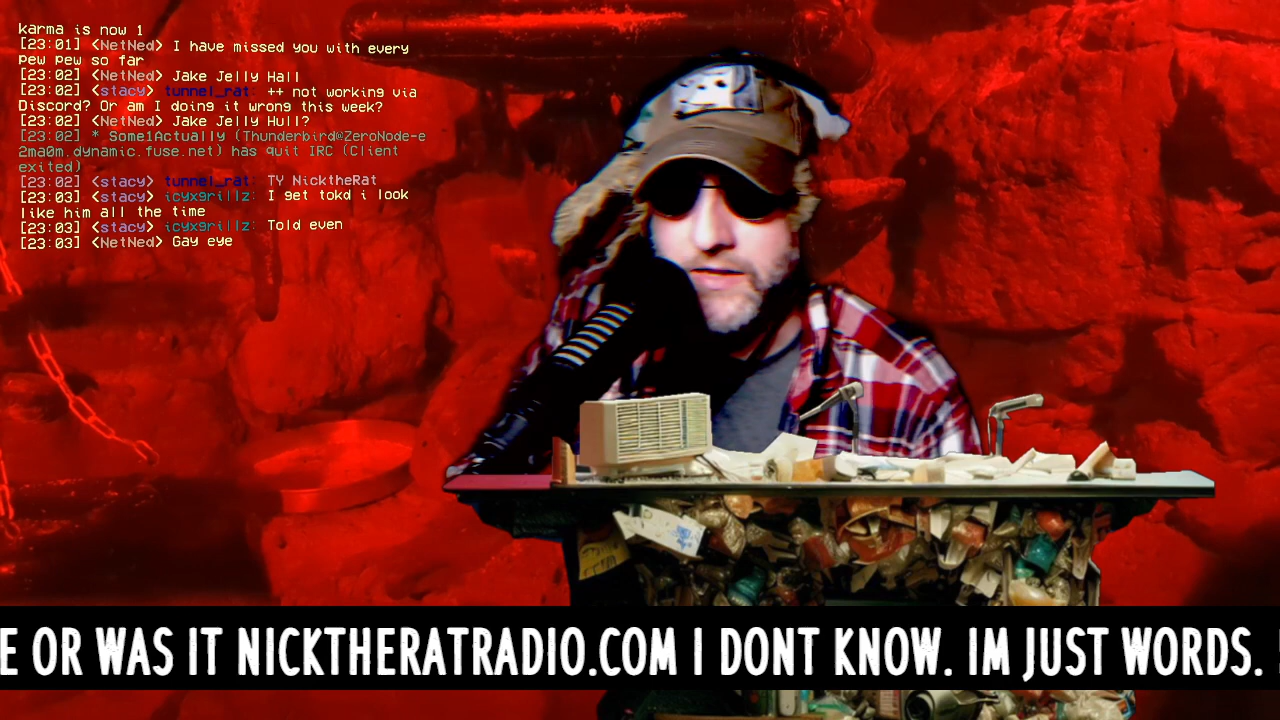 karma is now 1
[23:01] <NetNed> I have missed you with every
pew pew so far
[23:02] <NetNed> Jake Jelly Hall
[23:02] <stacy> tunnel_rat: ++ not working via
Discord? Or am I doing it wrong this week?
[23:02] <NetNed> Jake Jelly Hull?
[23:02] * Some1Actually (Thunderbird@ZeroNode-e
2ma0m.dynamic.fuse.net) has quit IRC (Client
exited)
[23:02] <stacy> tunnel_rat: TY NicktheRat
[23:03] <stacy> icyxgrillz: I get tokd i look
like him all the time
[23:03] <stacy> icyxgrillz: Told even
[23:03] <NetNed> Gay eye
E OR WAS IT NICKTHERATRADIO.COM I DONT KNOW. IM JUST WORDS.